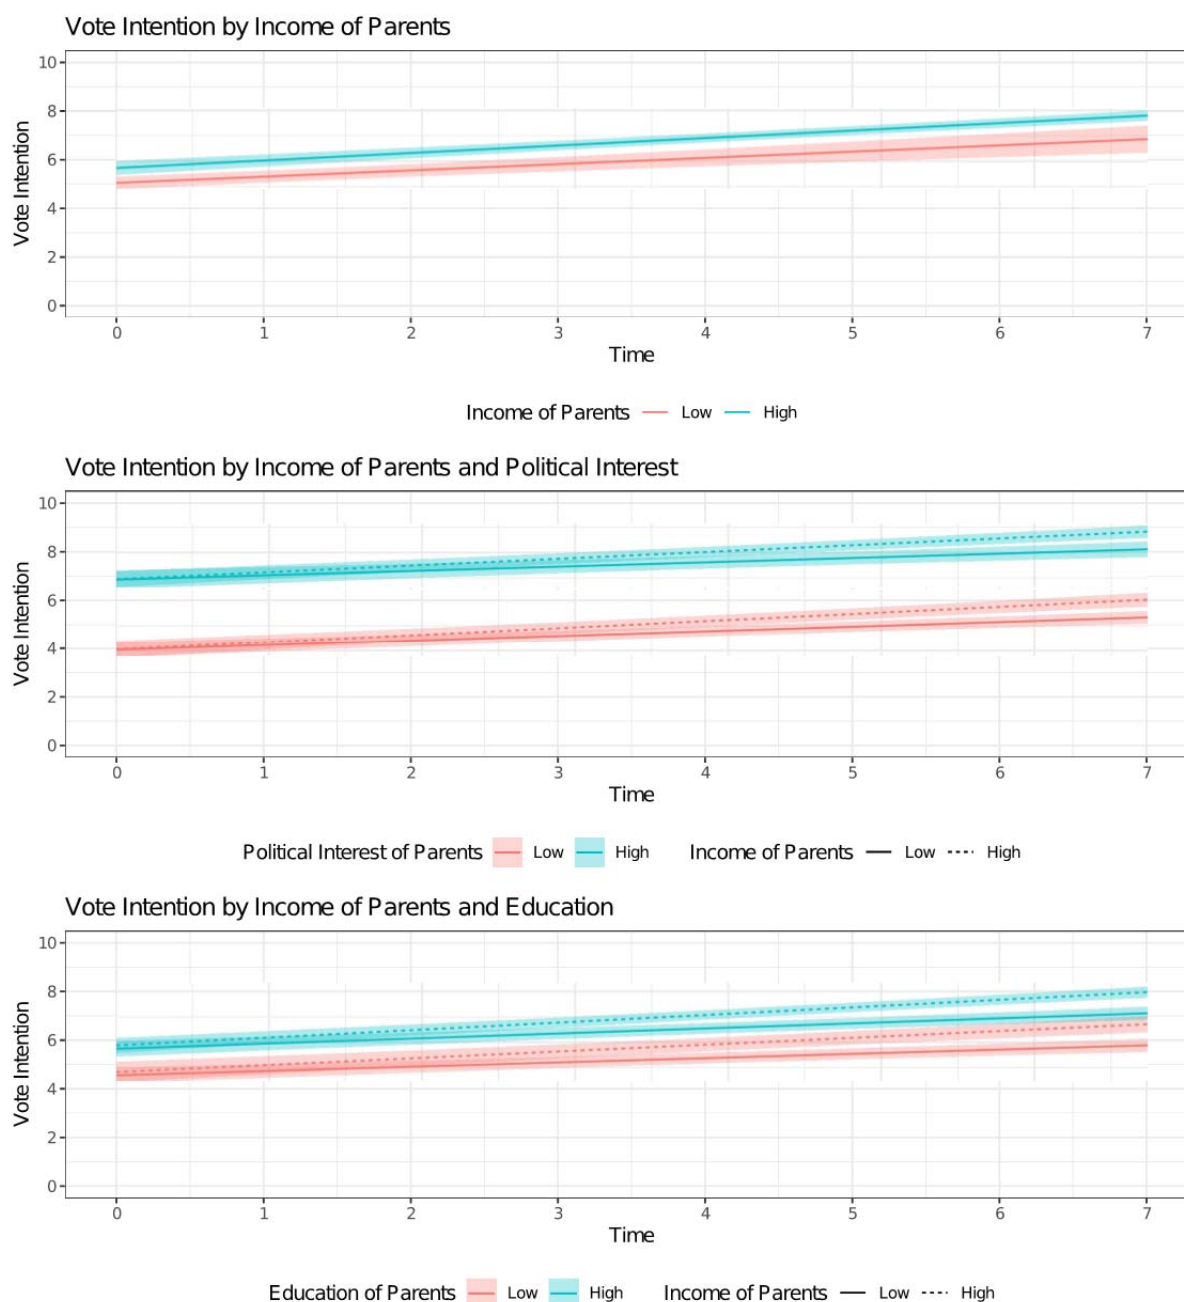 Vote Intention by Income of Parents
10
8
6
4
2
0
Vote Intention
0 1 2 3 4 5 6 7
Time
Income of Parents Low High
Vote Intention by Income of Parents and Political Interest
10
8
6
4
2
0
Vote Intention
0 1 2 3 4 5 6 7
Time
Political Interest of Parents Low High Income of Parents Low High
Vote Intention by Income of Parents and Education
10
8
6
4
2
0
Vote Intention
0 1 2 3 4 5 6 7
Time
Education of Parents Low High Income of Parents Low High